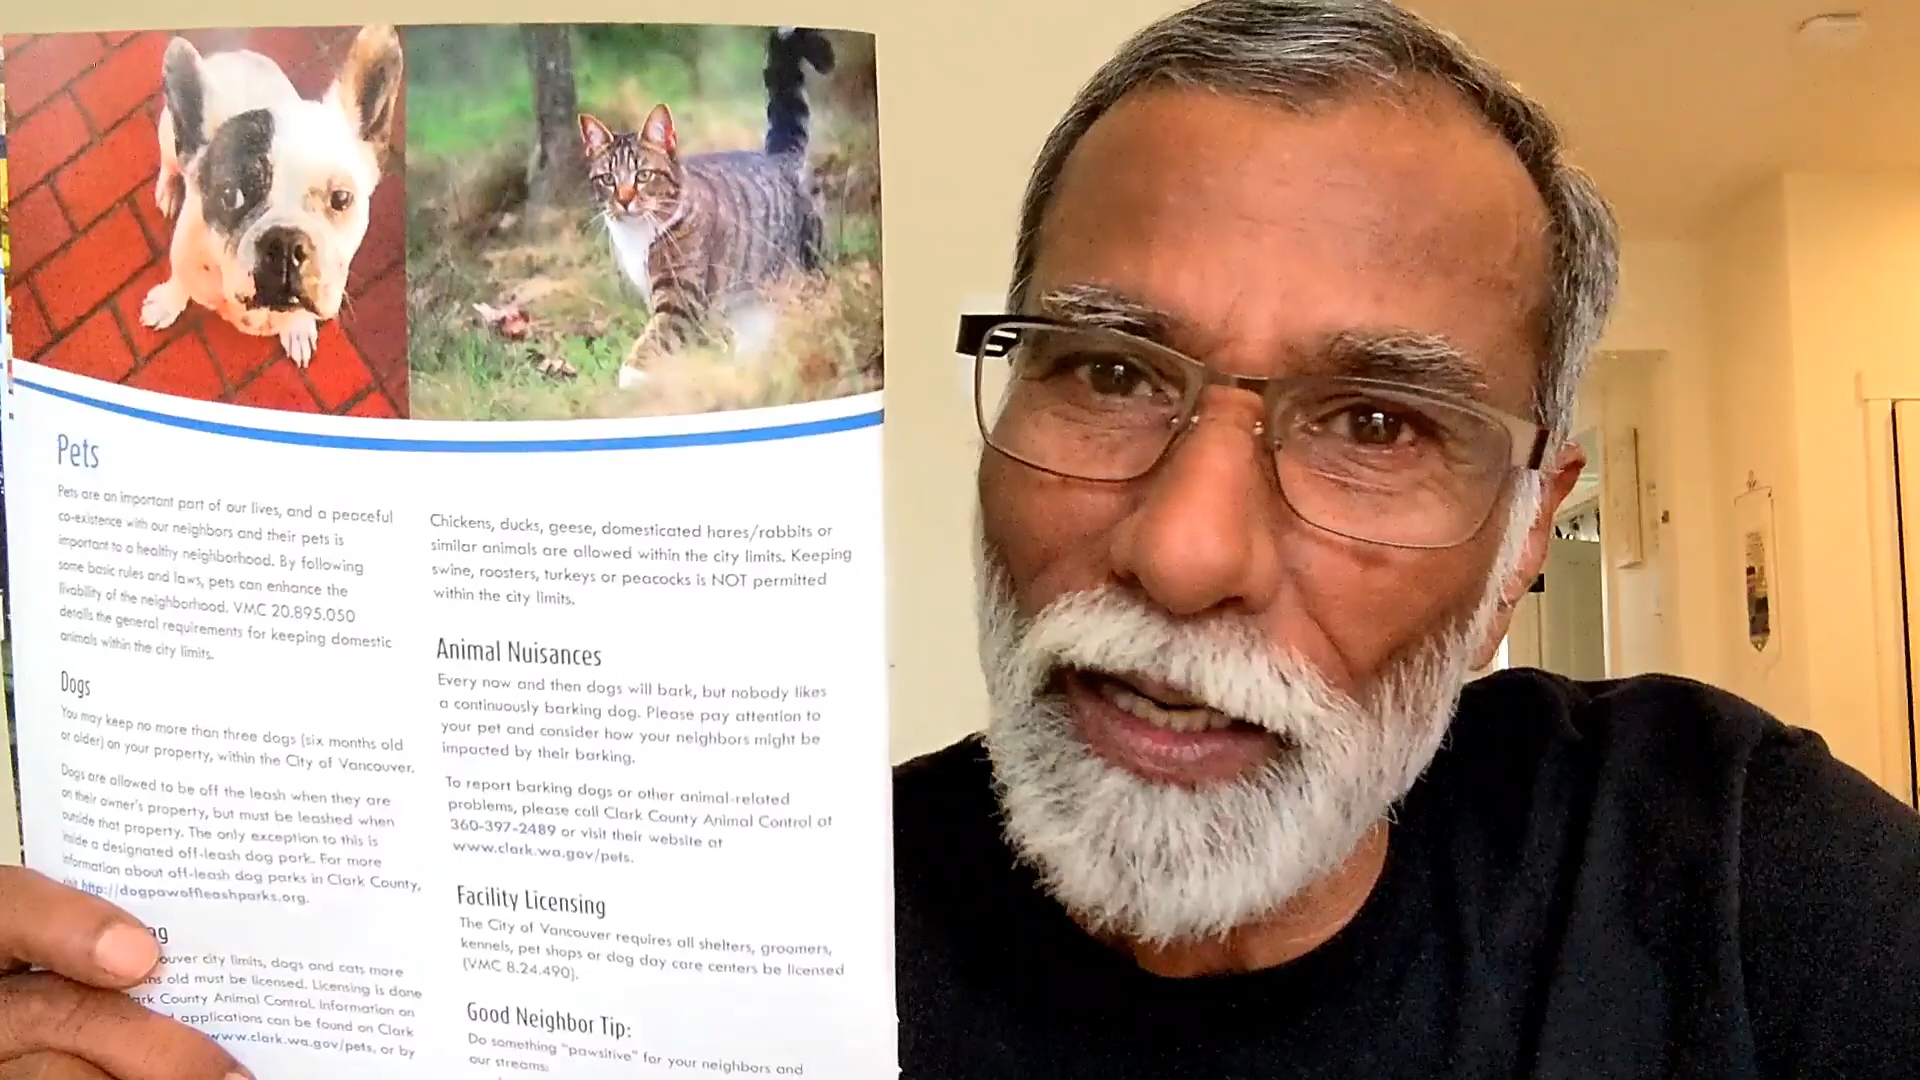 Pets
Pets are an important part of our lives, and a peaceful
co-existence with our neighbors and their pets is
important to a healthy neighborhood. By following
some basic rules and laws, pets can enhance the
livability of the neighborhood. VMC 20.895.050
details the general requirements for keeping domestic
animals within the city limits.
Dogs
You may keep no more than three dogs (six months old
or older) on your property, within the City of Vancouver.
Dogs are allowed to be off the leash when they are
on their owner's property, but must be leashed when
outside that property. The only exception to this is
inside a designated off-leash dog park. For more
information about off-leash dog parks in Clark County,
visit http://dogpawoffleashparks.org.
ouver city limits, dogs and cats more
old must be licensed. Licensing is done
County Animal Control. Information on
applications can be found on Clark
www.clark.wa.gov/pets, or by
Chickens, ducks, geese, domesticated hares/rabbits or
similar animals are allowed within the city limits. Keeping
swine, roosters, turkeys or peacocks is NOT permitted
within the city limits.
Animal Nuisances
Every now and then dogs will bark, but nobody likes
a continuously barking dog. Please pay attention to
your pet and consider how your neighbors might be
impacted by their barking.
To report barking dogs or other animal-related
problems, please call Clark County Animal Control at
360-397-2489 or visit their website at
www.clark.wa.gov/pets.
Facility Licensing
The City of Vancouver requires all shelters, groomers,
kennels, pet shops or dog day care centers be licensed
(VMC 8.24.490).
Good Neighbor Tip:
Do something "pawsitive" for your neighbors and
our streams: